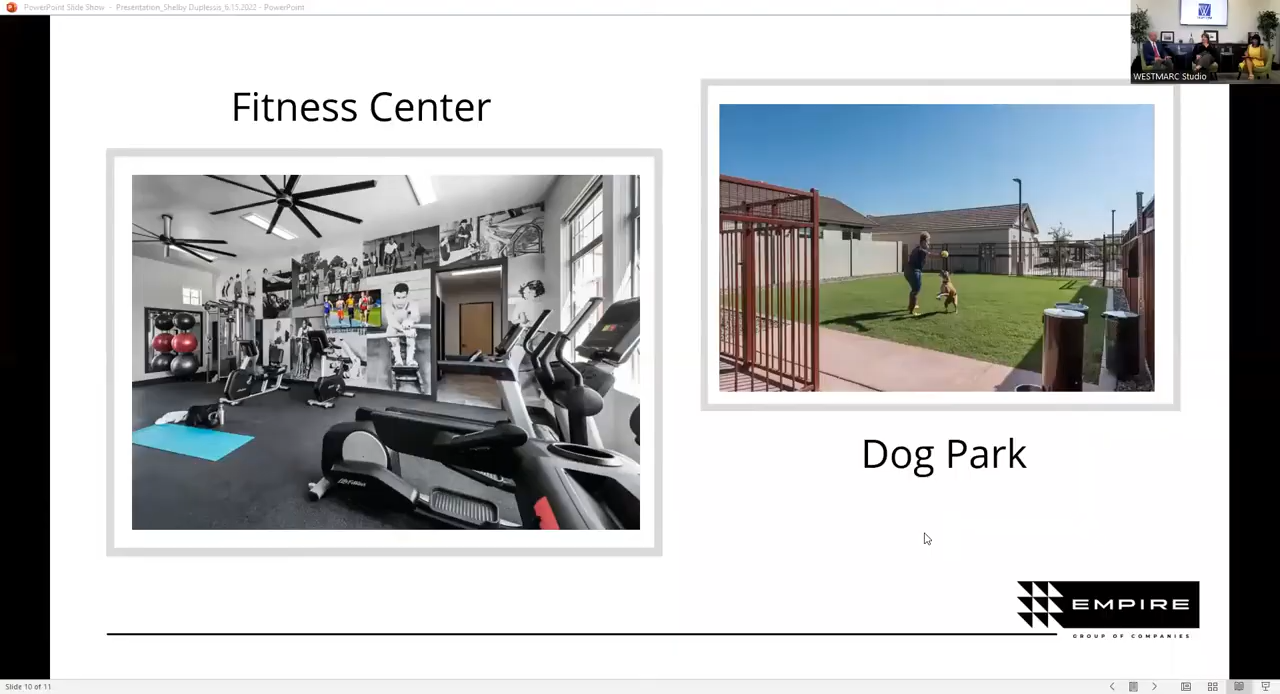 PowerPoint Slide Show - Presentation_Shelby Duplessis_6.15.2022 - PowerPoint
WESTMARC Studio
Fitness Center
Dog Park
EMPIRE
GROUP OF COMPANIES
Slide 10 of 11